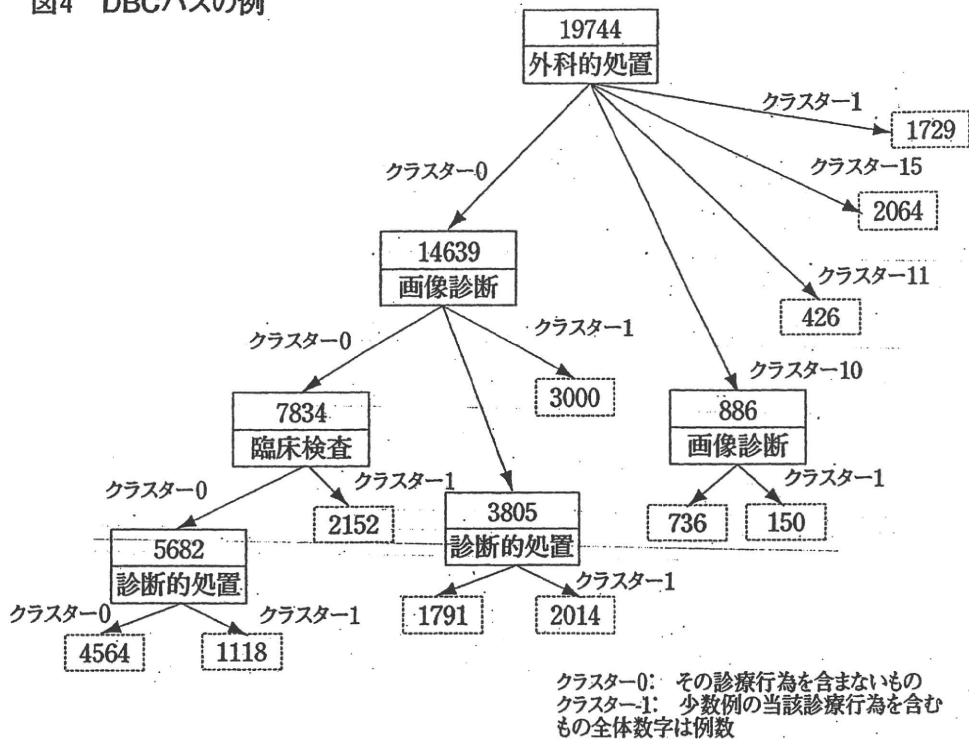 図4 DBCパスの例
19744
外科的処置
クラスター1
1729
クラスター15
2064
クラスター0
クラスター11
426
14639
画像診断
クラスター10
クラスター0
クラスター1
3000
886
画像診断
7834
臨床検査
クラスター1
736
150
クラスター0
クラスター1
2152
3805
診断的処置
5682
診断的処置
クラスター1
1791
2014
クラスター0
クラスター1
4564
1118
クラスター0: その診療行為を含まないもの
クラスター1: 少数例の当該診療行為を含む
もの全体数字は例数